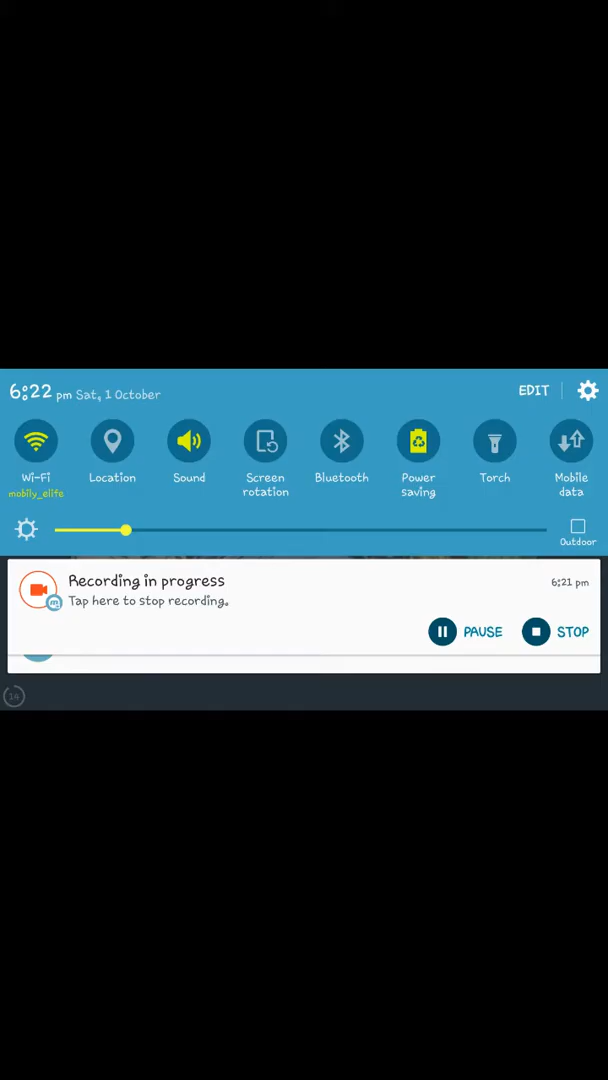 6:22 pm Sat, 1 October
EDIT
Wi-Fi
mobily_elife
Location
Sound
Screen rotation
Bluetooth
Power saving
Torch
Mobile data
Outdoor
Recording in progress
6:21 pm
Tap here to stop recording.
PAUSE
STOP
14